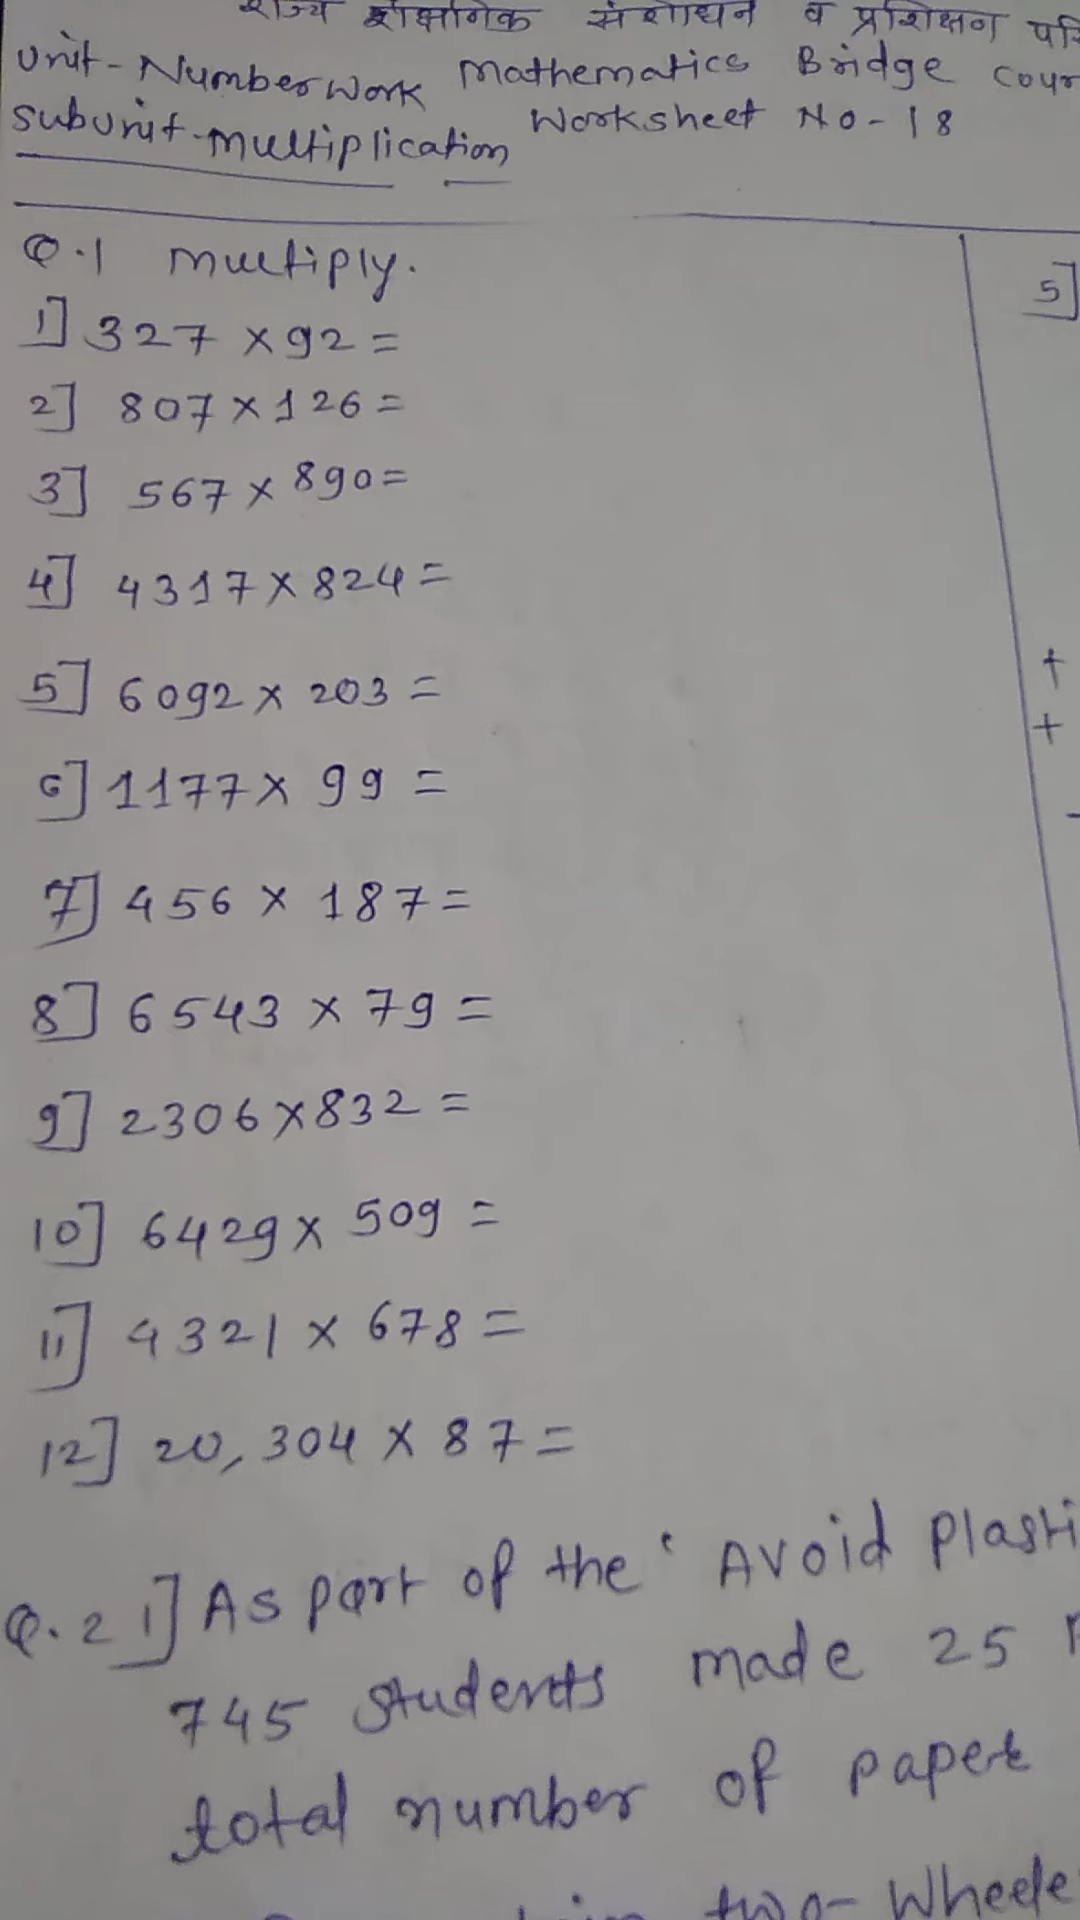 राज्य शैक्षणिक संशोधन व प्रशिक्षण
Unit - Number work Mathematics Bridge
subunit - multiplication Worksheet No - 18
Q.1 multiply.
1] 327 × 92 =
2] 807 × 126 =
3] 567 × 890 =
4] 4317 × 824 =
5] 6092 × 203 =
6] 1177 × 99 =
7] 456 × 187 =
8] 6543 × 79 =
9] 2306 × 832 =
10] 6429 × 509 =
11] 4321 × 678 =
12] 20,304 × 87 =
5]
+
+
Q.2 1] As part of the ' Avoid plasti
745 students made 25
total number of paper
two - wheele